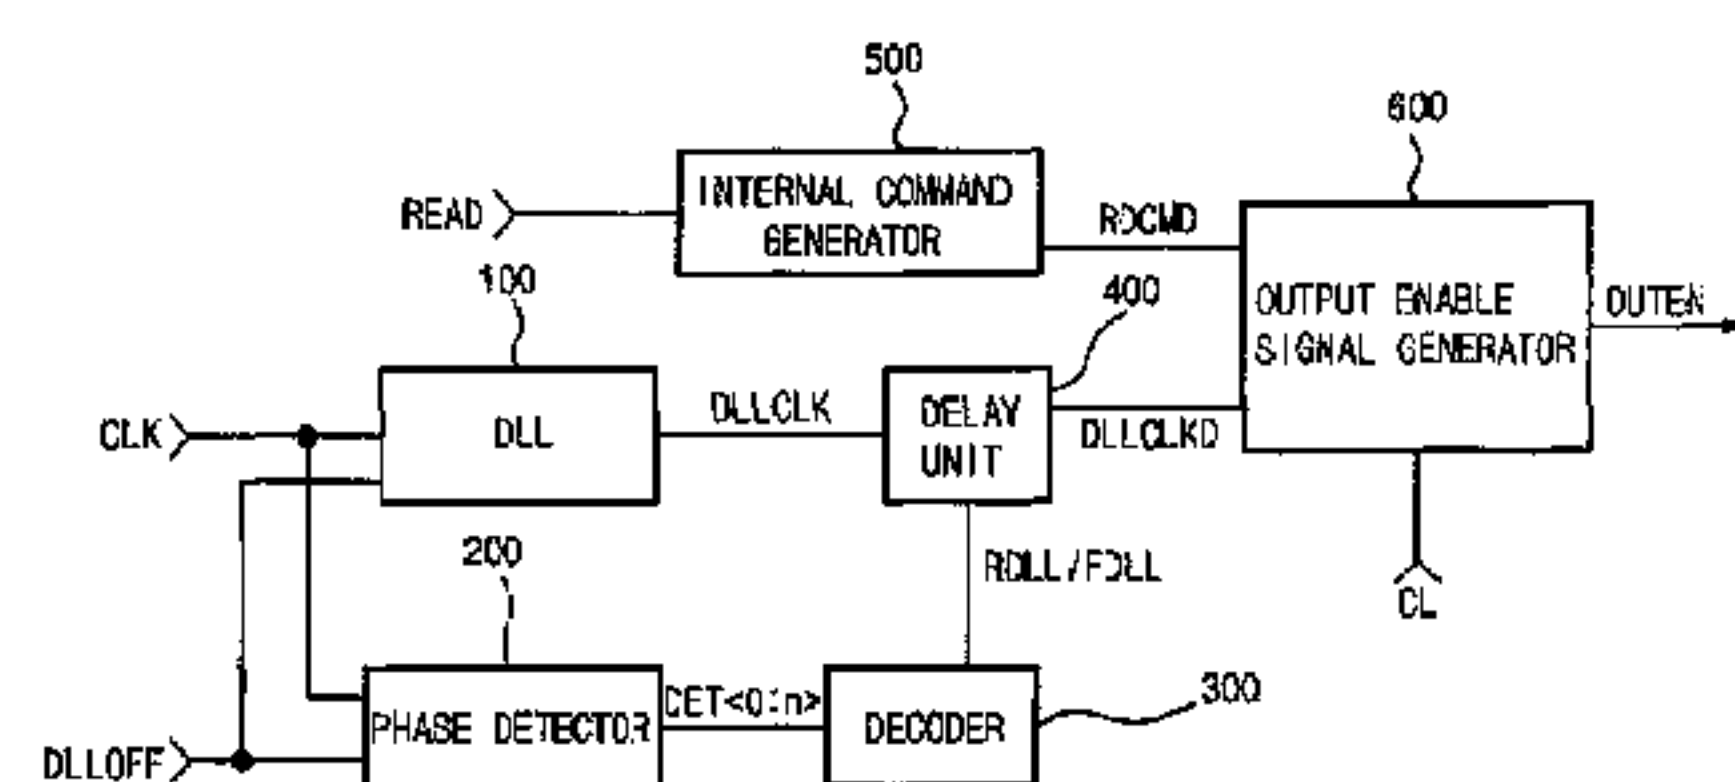 500
600
READ
INTERNAL COMMAND
GENERATOR
RDCMD
100
400
OUTPUT ENABLE
SIGNAL GENERATOR
OUTEN
CLK
DLL
DLLCLK
DELAY
UNIT
DLLCLKD
200
RDLL/FDLL
CL
PHASE DETECTOR
DET<0:n>
DECODER
300
DLLOFF